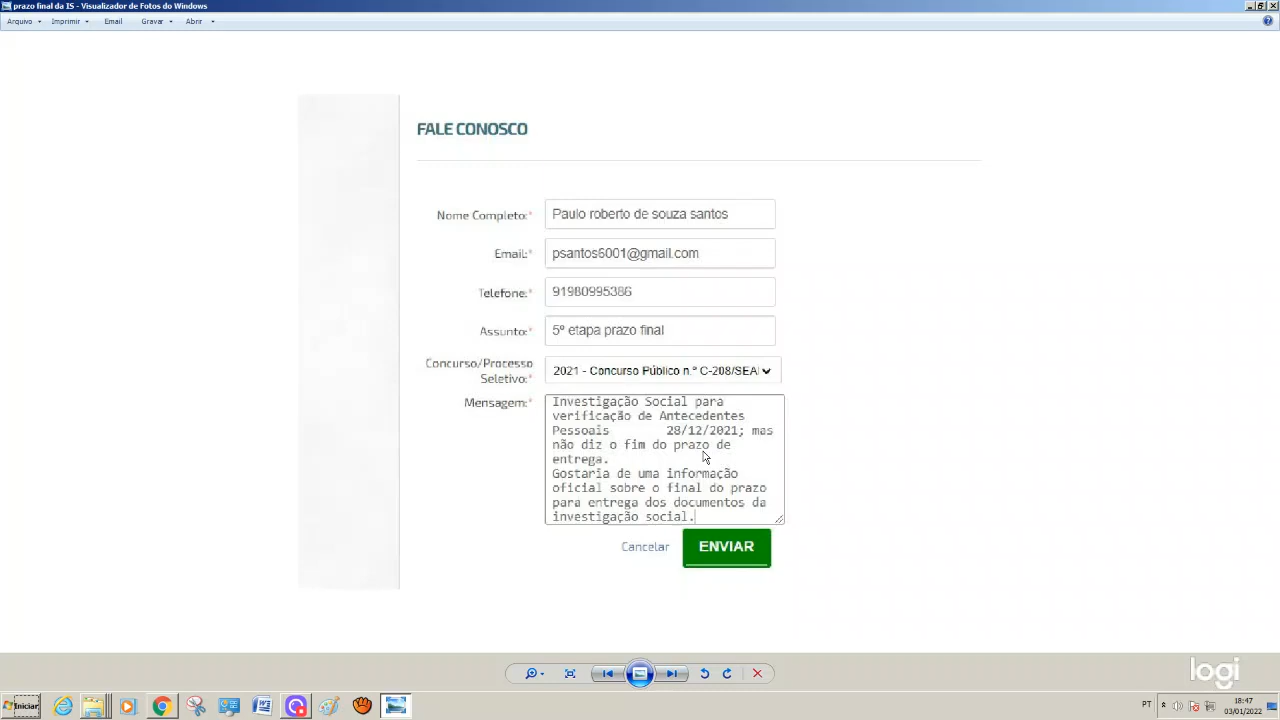 prazo final da IS - Visualizador de Fotos do Windows
Arquivo Imprimir Email Gravar Abrir
FALE CONOSCO
Nome Completo:* Paulo roberto de souza santos
Email:* psantos6001@gmail.com
Telefone:* 91980995386
Assunto:* 5º etapa prazo final
Concurso/Processo
Seletivo:* 2021 - Concurso Público n.º C-208/SEA
Mensagem:* Investigação Social para
verificação de Antecedentes
Pessoais 28/12/2021; mas
não diz o fim do prazo de
entrega.
Gostaria de uma informação
oficial sobre o final do prazo
para entrega dos documentos da
investigação social.
Cancelar ENVIAR
logi
Iniciar PT 18:47
03/01/2022